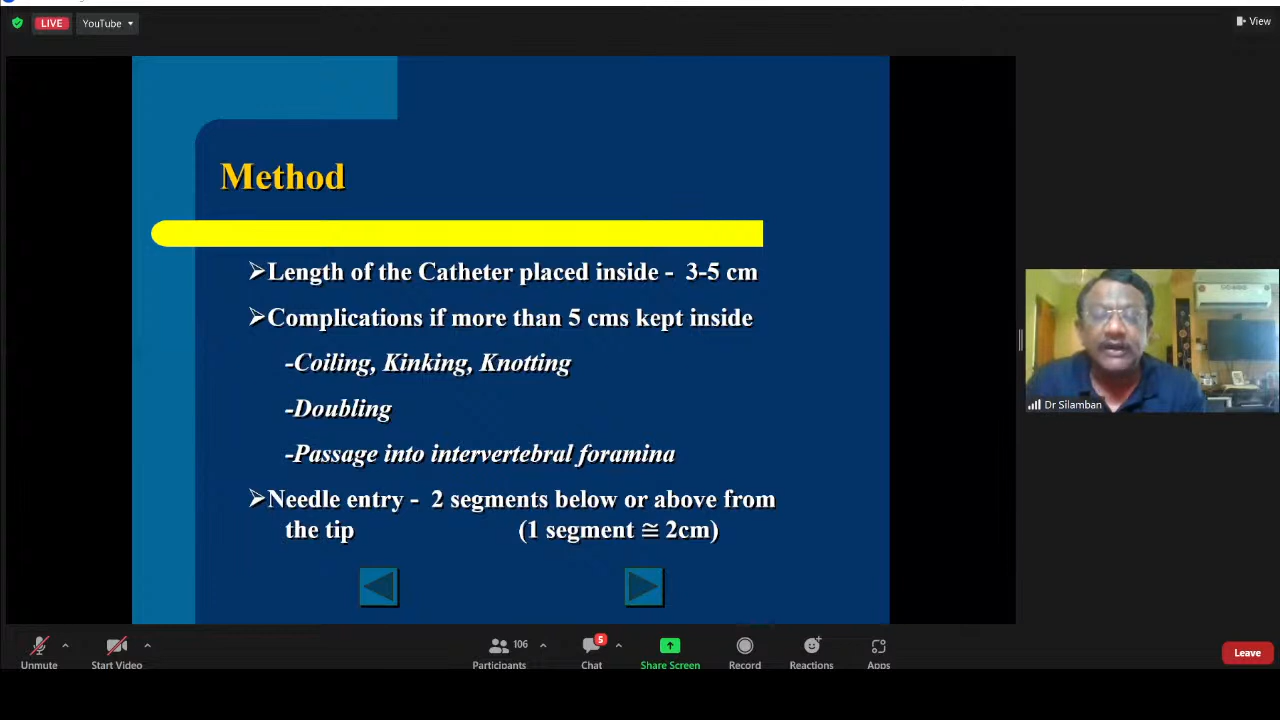 LIVE
YouTube
View
Method
➢Length of the Catheter placed inside - 3-5 cm
➢Complications if more than 5 cms kept inside
-Coiling, Kinking, Knotting
-Doubling
-Passage into intervertebral foramina
➢Needle entry - 2 segments below or above from
the tip (1 segment ≅ 2cm)
Dr Silamban
106
5
Unmute
Start Video
Participants
Chat
Share Screen
Record
Reactions
Apps
Leave